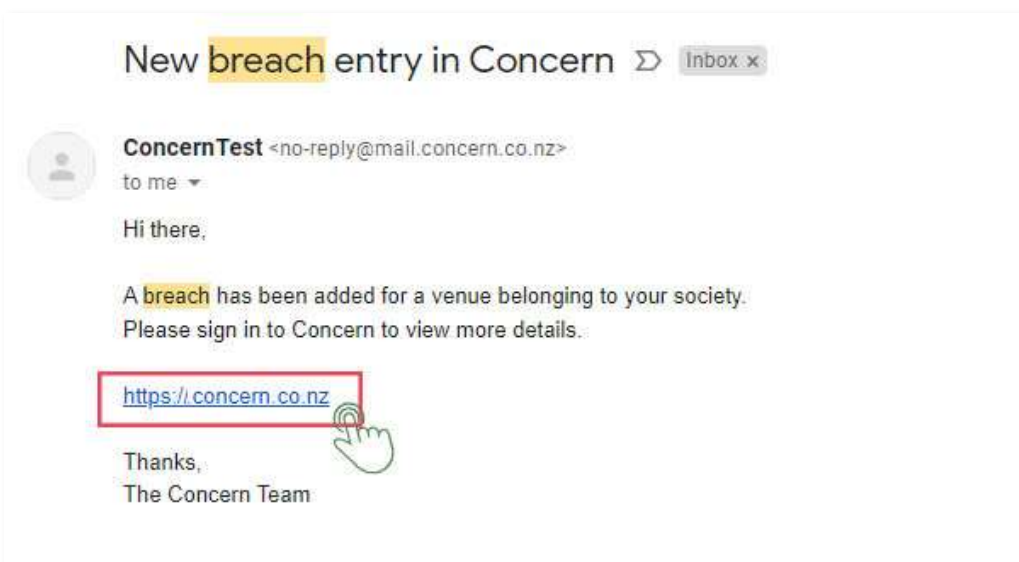 New breach entry in Concern Inbox x
ConcernTest <no-reply@mail.concern.co.nz>
to me
Hi there,
A breach has been added for a venue belonging to your society.
Please sign in to Concern to view more details.
https://.concern.co.nz
Thanks,
The Concern Team